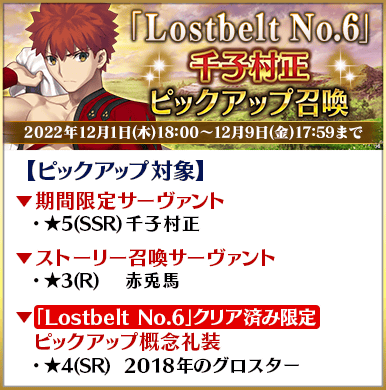 「Lostbelt No.6」
千子村正
ピックアップ召喚
2022年12月1日(木)18:00～12月9日(金)17:59まで
【ピックアップ対象】
▼期間限定サーヴァント
・★5(SSR) 千子村正
▼ストーリー召喚サーヴァント
・★3(R) 赤兎馬
▼「Lostbelt No.6」クリア済み限定
ピックアップ概念礼装
・★4(SR) 2018年のグロスター